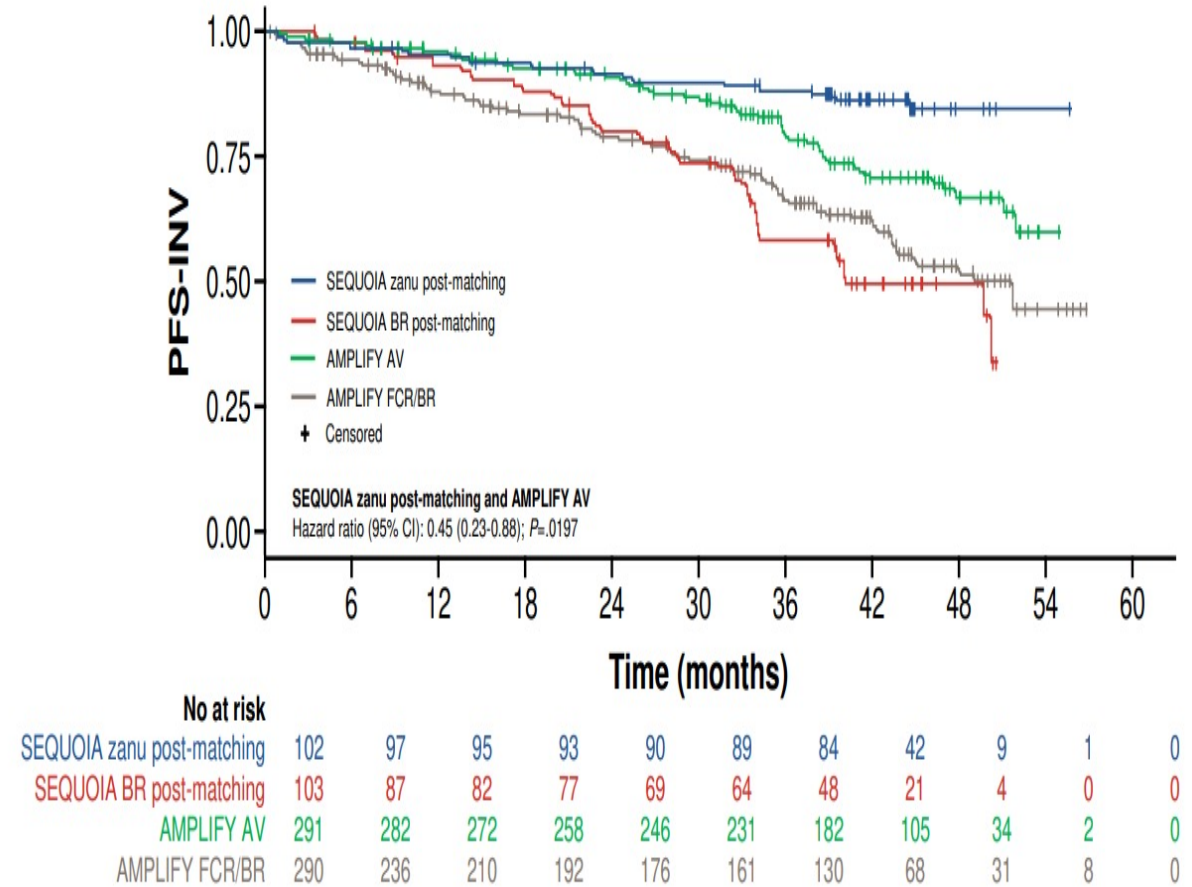 PFS-INV
1.00
0.75
0.50
0.25
0.00
SEQUOIA zanu post-matching
SEQUOIA BR post-matching
AMPLIFY AV
AMPLIFY FCR/BR
Censored
SEQUOIA zanu post-matching and AMPLIFY AV
Hazard ratio (95% CI): 0.45 (0.23-0.88); P=.0197
0 6 12 18 24 30 36 42 48 54 60
Time (months)
No at risk
SEQUOIA zanu post-matching 102 97 95 93 90 89 84 42 9 1 0
SEQUOIA BR post-matching 103 87 82 77 69 64 48 21 4 0 0
AMPLIFY AV 291 282 272 258 246 231 182 105 34 2 0
AMPLIFY FCR/BR 290 236 210 192 176 161 130 68 31 8 0